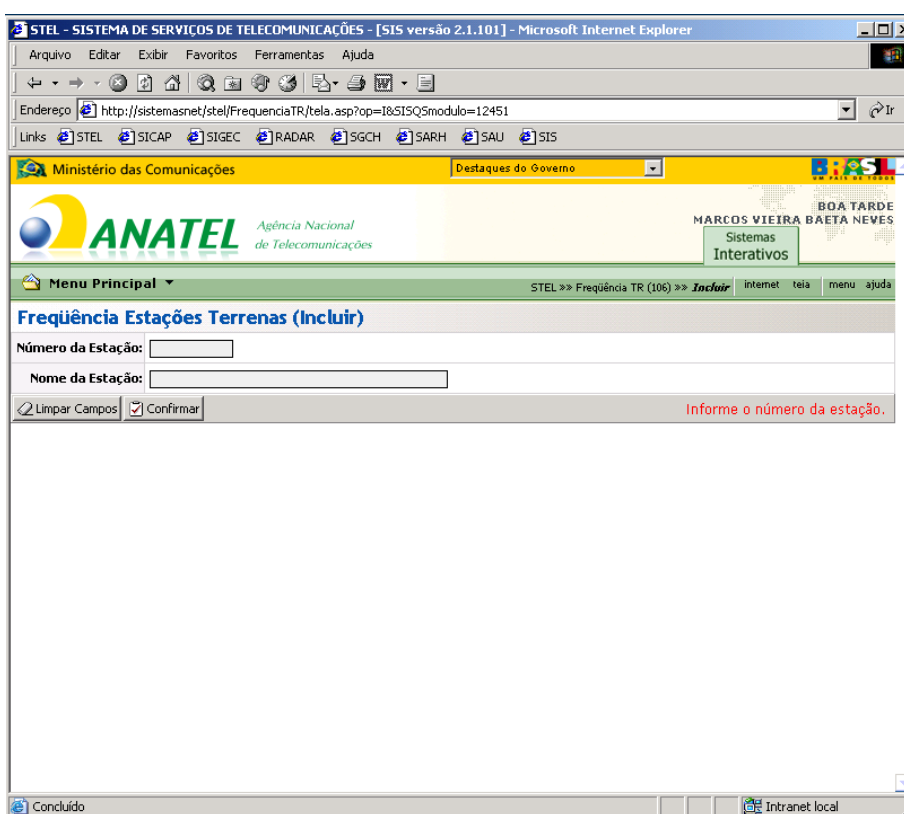 STEL - SISTEMA DE SERVIÇOS DE TELECOMUNICAÇÕES - [SIS versão 2.1.101] - Microsoft Internet Explorer
Arquivo Editar Exibir Favoritos Ferramentas Ajuda
Endereço http://sistemasnet/stel/FrequenciaTR/tela.asp?op=I&SISQSmodulo=12451 Ir
Links STEL SICAP SIGEC RADAR SGCH SARH SAU SIS
Ministério das Comunicações Destaques do Governo BRASIL
UM PAÍS DE TODOS
BOA TARDE
MARCOS VIEIRA BAETA NEVES
ANATEL Agência Nacional
de Telecomunicações
Sistemas
Interativos
Menu Principal STEL »» Freqüência TR (106) »» Incluir internet teia menu ajuda
Freqüência Estações Terrenas (Incluir)
Número da Estação:
Nome da Estação:
Limpar Campos Confirmar Informe o número da estação.
Concluído Intranet local